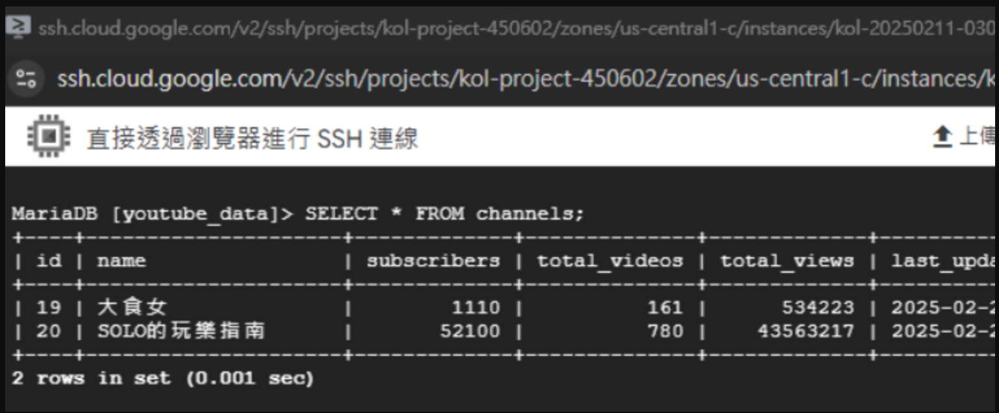 ssh.cloud.google.com/v2/ssh/projects/kol-project-450602/zones/us-central1-c/instances/kol-20250211-030
ssh.cloud.google.com/v2/ssh/projects/kol-project-450602/zones/us-central1-c/instances/k
直接透過瀏覽器進行 SSH 連線 上傳
MariaDB [youtube_data]> SELECT * FROM channels;
+----+---------------------+-------------+--------------+-------------+----------
| id | name | subscribers | total_videos | total_views | last_upda
+----+---------------------+-------------+--------------+-------------+----------
| 19 | 大食女 | 1110 | 161 | 534223 | 2025-02-2
| 20 | SOLO的玩樂指南 | 52100 | 780 | 43563217 | 2025-02-2
+----+---------------------+-------------+--------------+-------------+----------
2 rows in set (0.001 sec)